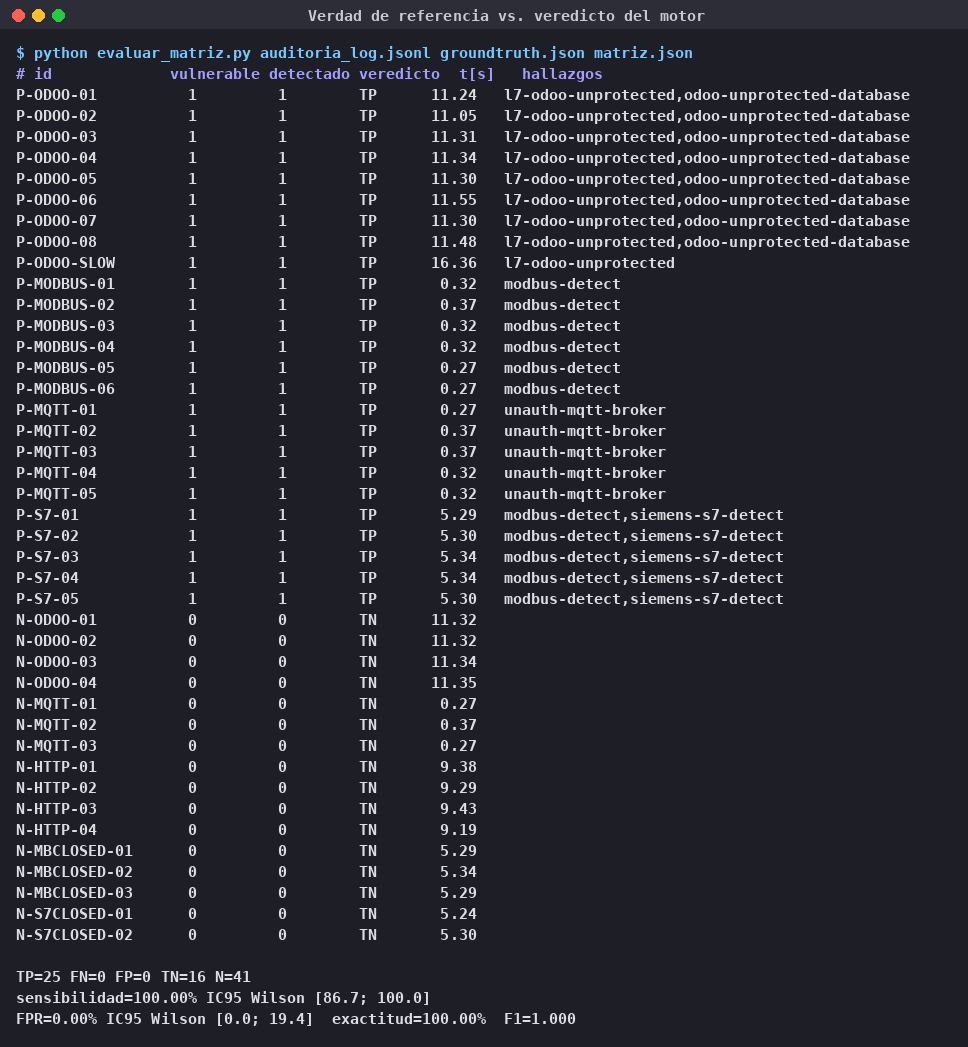 Verdad de referencia vs. veredicto del motor
$ python evaluar_matriz.py auditoria_log.jsonl groundtruth.json matriz.json
# id vulnerable detectado veredicto t[s] hallazgos
P-ODOO-01 1 1 TP 11.24 l7-odoo-unprotected,odoo-unprotected-database
P-ODOO-02 1 1 TP 11.05 l7-odoo-unprotected,odoo-unprotected-database
P-ODOO-03 1 1 TP 11.31 l7-odoo-unprotected,odoo-unprotected-database
P-ODOO-04 1 1 TP 11.34 l7-odoo-unprotected,odoo-unprotected-database
P-ODOO-05 1 1 TP 11.30 l7-odoo-unprotected,odoo-unprotected-database
P-ODOO-06 1 1 TP 11.55 l7-odoo-unprotected,odoo-unprotected-database
P-ODOO-07 1 1 TP 11.30 l7-odoo-unprotected,odoo-unprotected-database
P-ODOO-08 1 1 TP 11.48 l7-odoo-unprotected,odoo-unprotected-database
P-ODOO-SLOW 1 1 TP 16.36 l7-odoo-unprotected
P-MODBUS-01 1 1 TP 0.32 modbus-detect
P-MODBUS-02 1 1 TP 0.37 modbus-detect
P-MODBUS-03 1 1 TP 0.32 modbus-detect
P-MODBUS-04 1 1 TP 0.32 modbus-detect
P-MODBUS-05 1 1 TP 0.27 modbus-detect
P-MODBUS-06 1 1 TP 0.27 modbus-detect
P-MQTT-01 1 1 TP 0.27 unauth-mqtt-broker
P-MQTT-02 1 1 TP 0.37 unauth-mqtt-broker
P-MQTT-03 1 1 TP 0.37 unauth-mqtt-broker
P-MQTT-04 1 1 TP 0.32 unauth-mqtt-broker
P-MQTT-05 1 1 TP 0.32 unauth-mqtt-broker
P-S7-01 1 1 TP 5.29 modbus-detect,siemens-s7-detect
P-S7-02 1 1 TP 5.30 modbus-detect,siemens-s7-detect
P-S7-03 1 1 TP 5.34 modbus-detect,siemens-s7-detect
P-S7-04 1 1 TP 5.34 modbus-detect,siemens-s7-detect
P-S7-05 1 1 TP 5.30 modbus-detect,siemens-s7-detect
N-ODOO-01 0 0 TN 11.32
N-ODOO-02 0 0 TN 11.32
N-ODOO-03 0 0 TN 11.34
N-ODOO-04 0 0 TN 11.35
N-MQTT-01 0 0 TN 0.27
N-MQTT-02 0 0 TN 0.37
N-MQTT-03 0 0 TN 0.27
N-HTTP-01 0 0 TN 9.38
N-HTTP-02 0 0 TN 9.29
N-HTTP-03 0 0 TN 9.43
N-HTTP-04 0 0 TN 9.19
N-MBCLOSED-01 0 0 TN 5.29
N-MBCLOSED-02 0 0 TN 5.34
N-MBCLOSED-03 0 0 TN 5.29
N-S7CLOSED-01 0 0 TN 5.24
N-S7CLOSED-02 0 0 TN 5.30
TP=25 FN=0 FP=0 TN=16 N=41
sensibilidad=100.00% IC95 Wilson [86.7; 100.0]
FPR=0.00% IC95 Wilson [0.0; 19.4] exactitud=100.00% F1=1.000